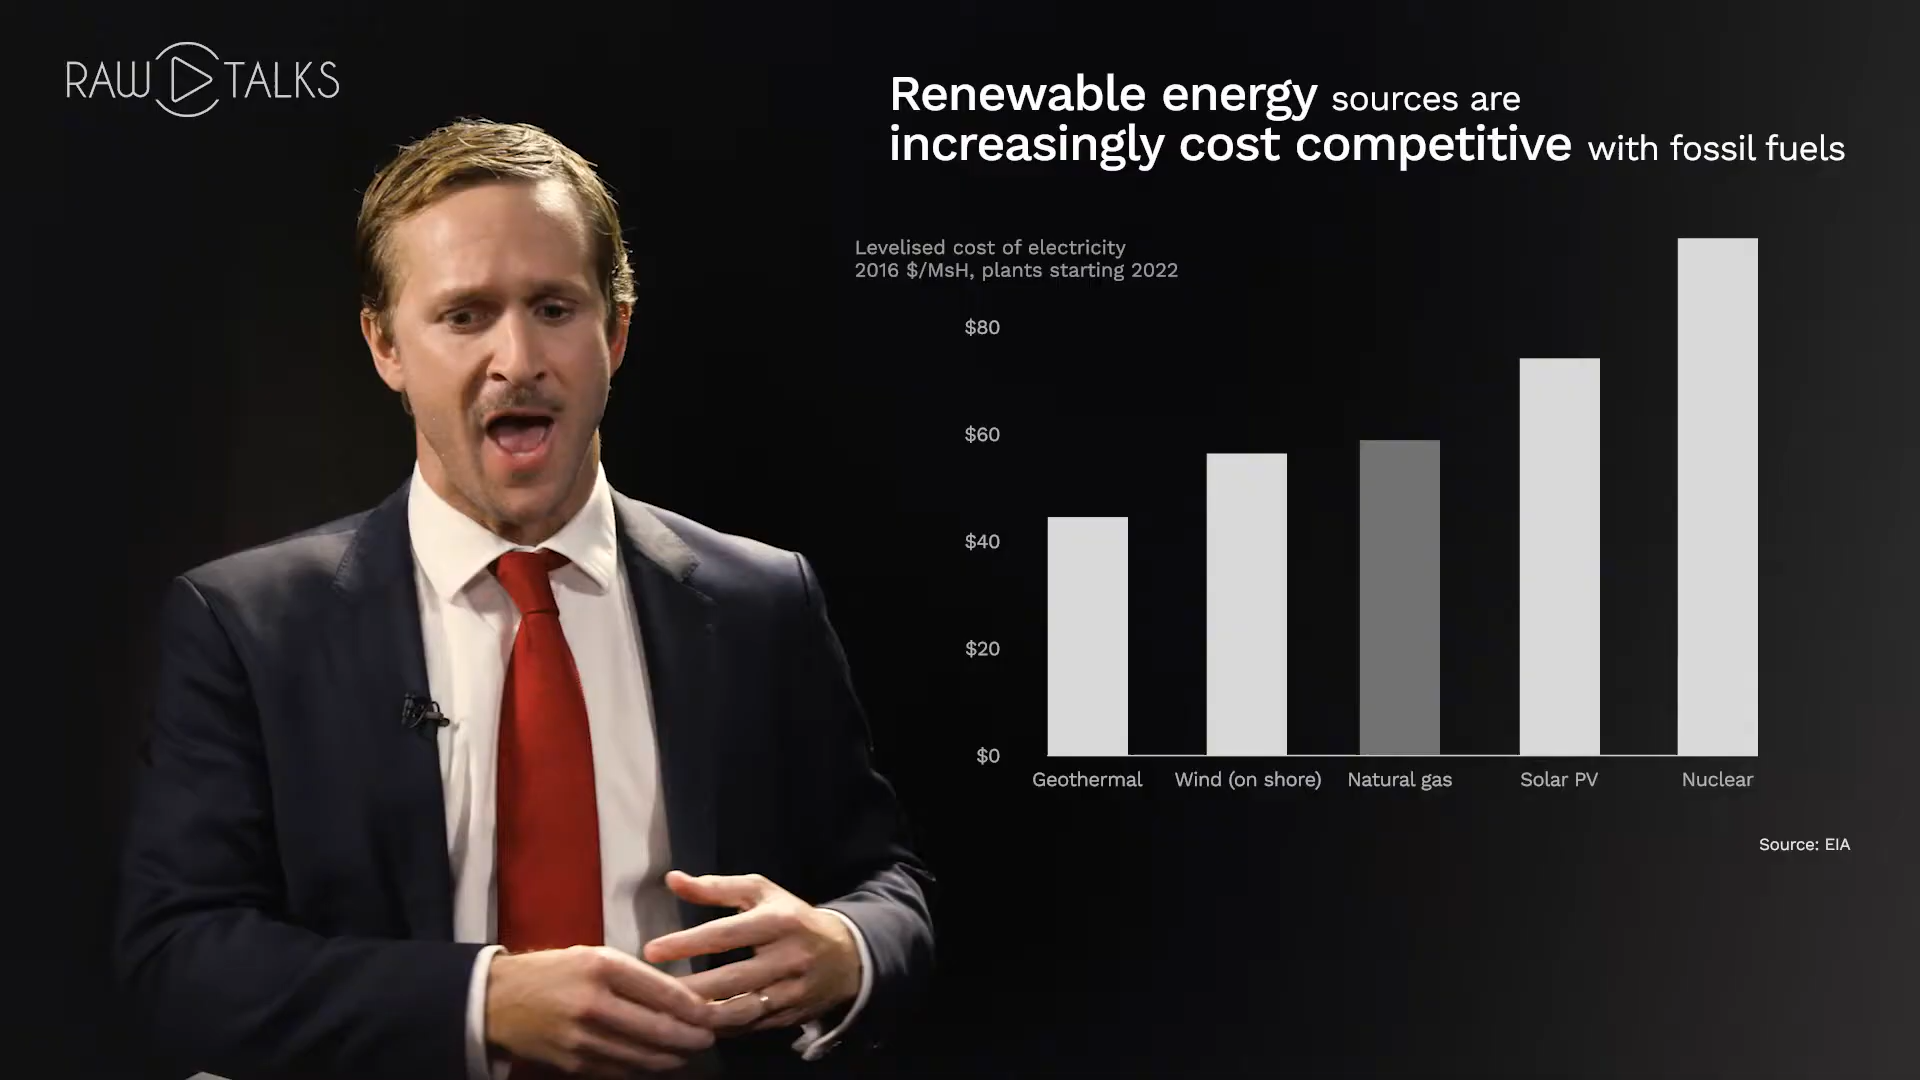 RAW TALKS
Renewable energy sources are
increasingly cost competitive with fossil fuels
Levelised cost of electricity
2016 $/MsH, plants starting 2022
$80
$60
$40
$20
$0
Geothermal Wind (on shore) Natural gas Solar PV Nuclear
Source: EIA